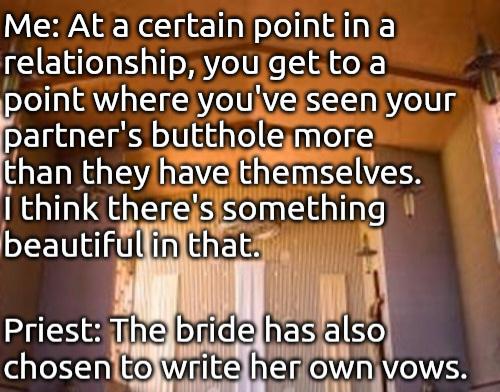 Me: At a certain point in a
relationship, you get to a
point where you've seen your
partner's butthole more
than they have themselves.
I think there's something
beautiful in that.
Priest: The bride has also
chosen to write her own vows.